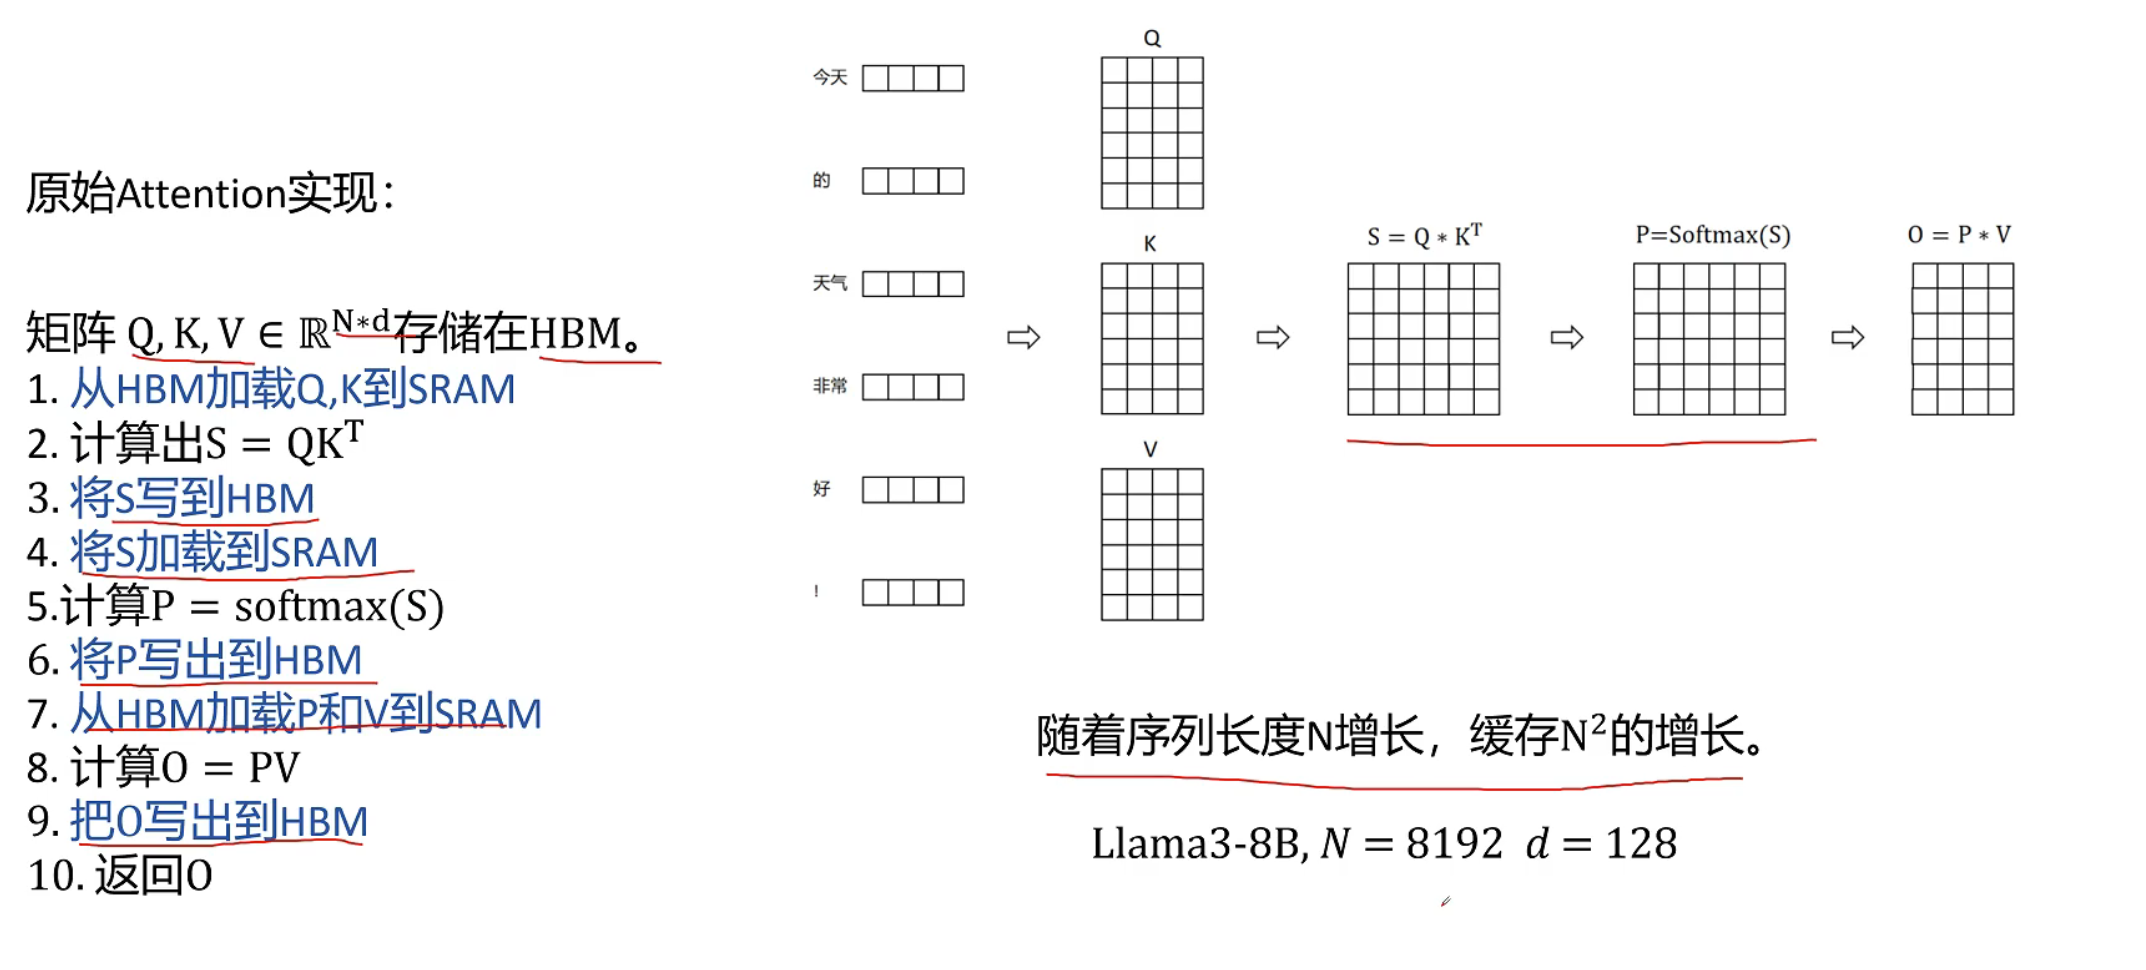 原始Attention实现：
矩阵 Q, K, V ∈ ℝ^{N*d}存储在HBM。
1. 从HBM加载Q,K到SRAM
2. 计算出S = QK^T
3. 将S写到HBM
4. 将S加载到SRAM
5.计算P = softmax(S)
6. 将P写出到HBM
7. 从HBM加载P和V到SRAM
8. 计算O = PV
9. 把O写出到HBM
10. 返回O
今天
的
天气
非常
好
!
Q
K
V
S = Q * K^T
P=Softmax(S)
O = P * V
随着序列长度N增长，缓存N²的增长。
Llama3-8B, N = 8192 d = 128